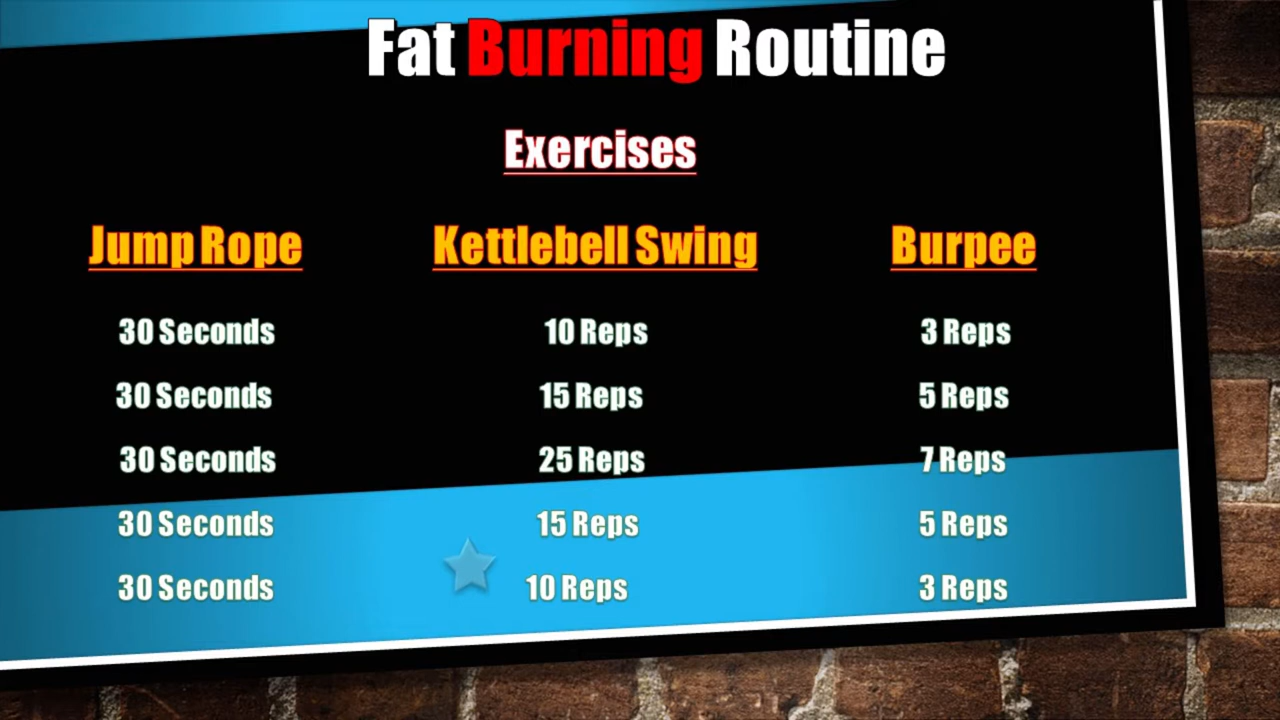 Fat Burning Routine
Exercises
Jump Rope Kettlebell Swing Burpee
30 Seconds 10 Reps 3 Reps
30 Seconds 15 Reps 5 Reps
30 Seconds 25 Reps 7 Reps
30 Seconds 15 Reps 5 Reps
30 Seconds 10 Reps 3 Reps